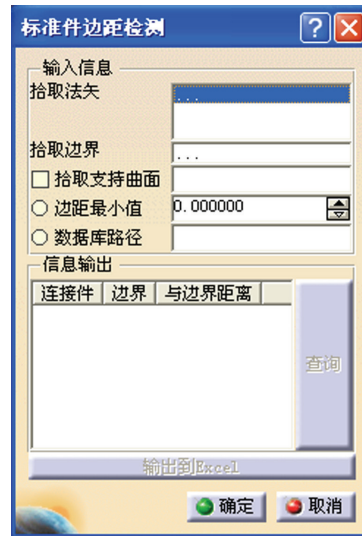 标准件边距检测
输入信息
拾取法矢 ...
拾取边界 ...
拾取支持曲面
边距最小值 0.000000
数据库路径
信息输出
连接件 边界 与边界距离
查询
输出到Excel
确定 取消